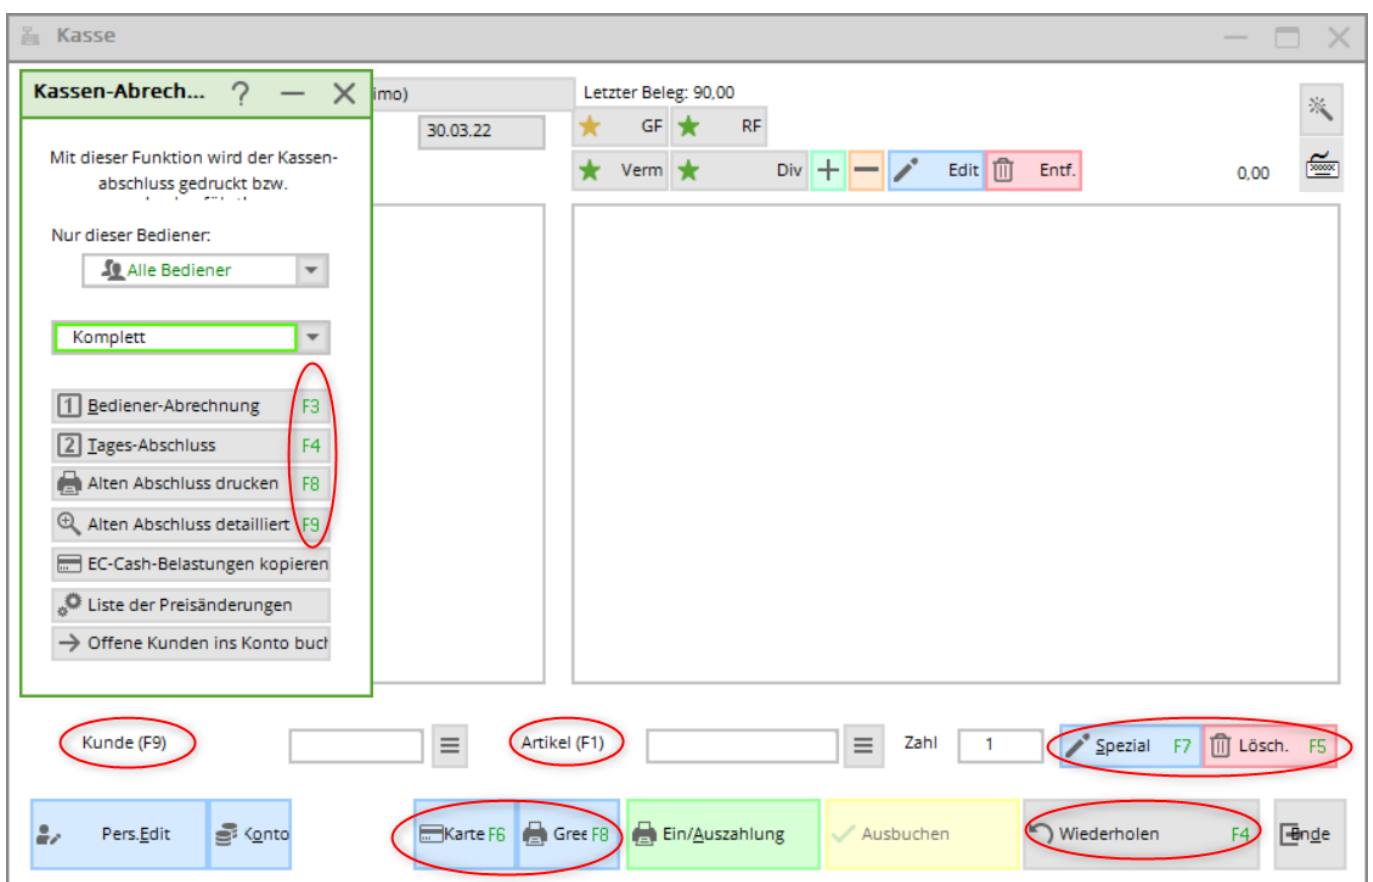 Kasse
Kassen-Abrech... ?
imo)
Letzter Beleg: 90,00
30.03.22
GF
RF
Verm
Div
Edit
Entf.
0,00
Mit dieser Funktion wird der Kassen-
abschluss gedruckt bzw.
Nur dieser Bediener:
Alle Bediener
Komplett
1 Bediener-Abrechnung F3
2 Tages-Abschluss F4
Alten Abschluss drucken F8
Alten Abschluss detailliert F9
EC-Cash-Belastungen kopieren
Liste der Preisänderungen
Offene Kunden ins Konto buch
Kunde (F9)
Artikel (F1)
Zahl
1
Spezial F7
Lösch. F5
Pers.Edit
Konto
Karte F6
Gree F8
Ein/Auszahlung
Ausbuchen
Wiederholen F4
Ende